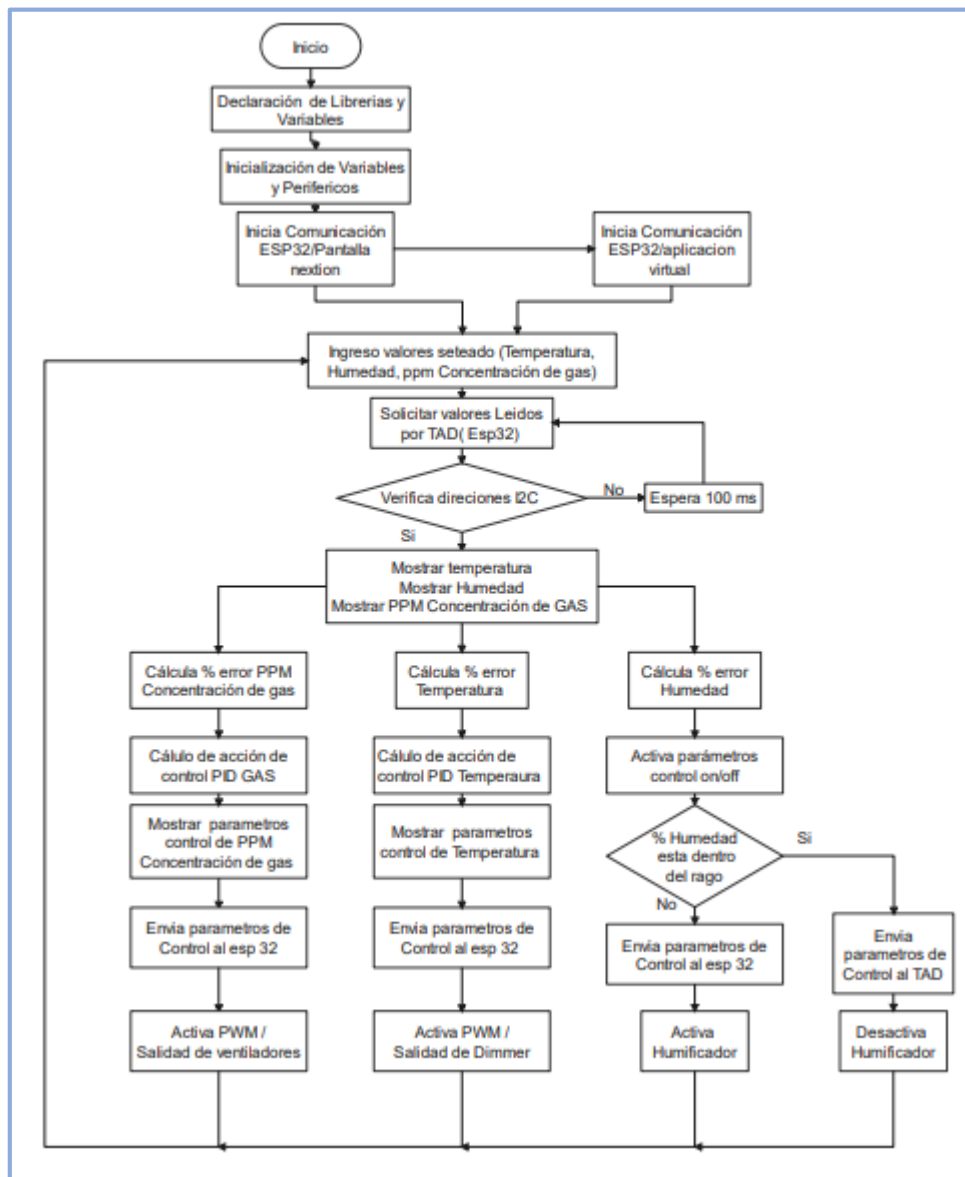 Inicio
Declaración de Librerias y
Variables
Inicialización de Variables
y Perifericos
Inicia Comunicación
ESP32/Pantalla
nextion
Inicia Comunicación
ESP32/aplicacion
virtual
Ingreso valores seteado (Temperatura,
Humedad, ppm Concentración de gas)
Solicitar valores Leidos
por TAD( Esp32)
Verifica direciones I2C
No
Espera 100 ms
Si
Mostrar temperatura
Mostrar Humedad
Mostrar PPM Concentración de GAS
Cálcula % error PPM
Concentración de gas
Cálcula % error
Temperatura
Cálcula % error
Humedad
Cálulo de acción de
control PID GAS
Cálulo de acción de
control PID Temperaura
Activa parámetros
control on/off
Mostrar parametros
control de PPM
Concentración de gas
Mostrar parametros
control de Temperatura
% Humedad
esta dentro
del rago
Si
No
Envia parametros de
Control al esp 32
Envia parametros de
Control al esp 32
Envia parametros de
Control al esp 32
Envia
parametros de
Control al TAD
Activa PWM /
Salidad de ventiladores
Activa PWM /
Salidad de Dimmer
Activa
Humificador
Desactiva
Humificador